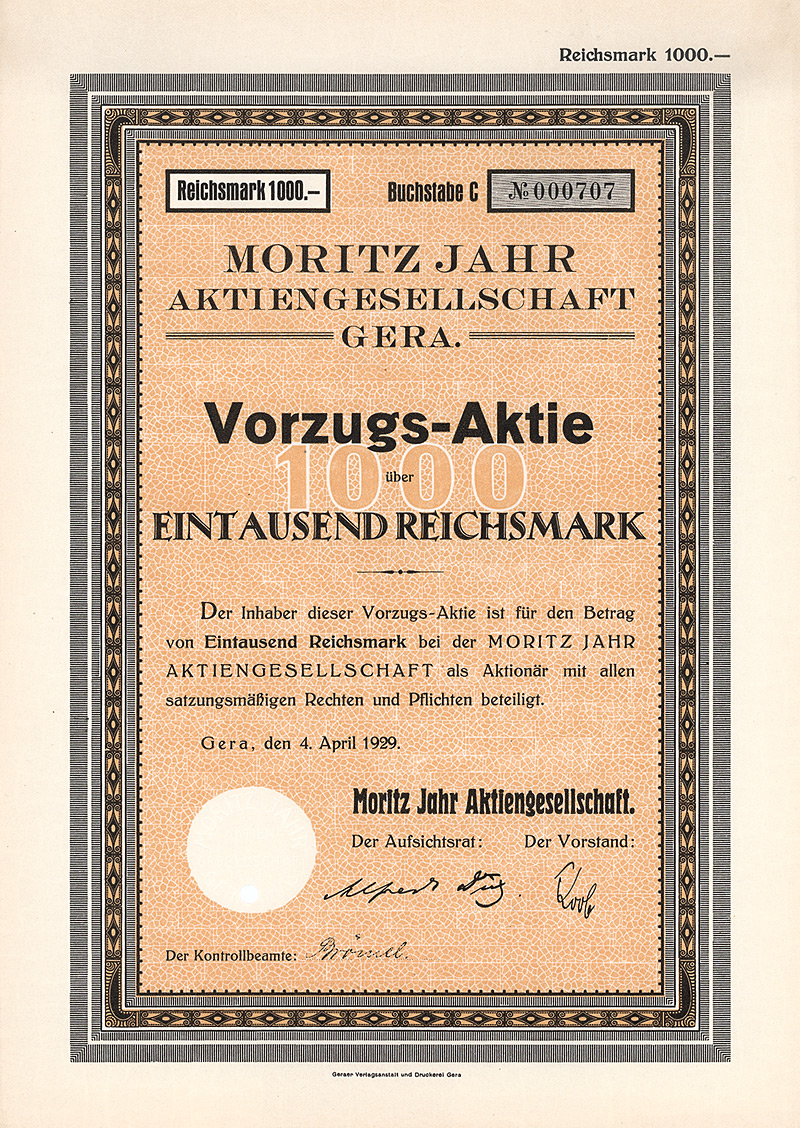 Reichsmark 1000.—
Reichsmark 1000.—
Buchstabe C № 000707
MORITZ JAHR
AKTIENGESELLSCHAFT
GERA.
Vorzugs-Aktie
1000
über
EINTAUSEND REICHSMARK
Der Inhaber dieser Vorzugs-Aktie ist für den Betrag
von Eintausend Reichsmark bei der MORITZ JAHR
AKTIENGESELLSCHAFT als Aktionär mit allen
satzungsmäßigen Rechten und Pflichten beteiligt.
Gera, den 4. April 1929.
Moritz Jahr Aktiengesellschaft.
Der Aufsichtsrat: Der Vorstand:
Alfred
Der Kontrollbeamte: Brömel.
Geraer Verlagsanstalt und Druckerei Gera